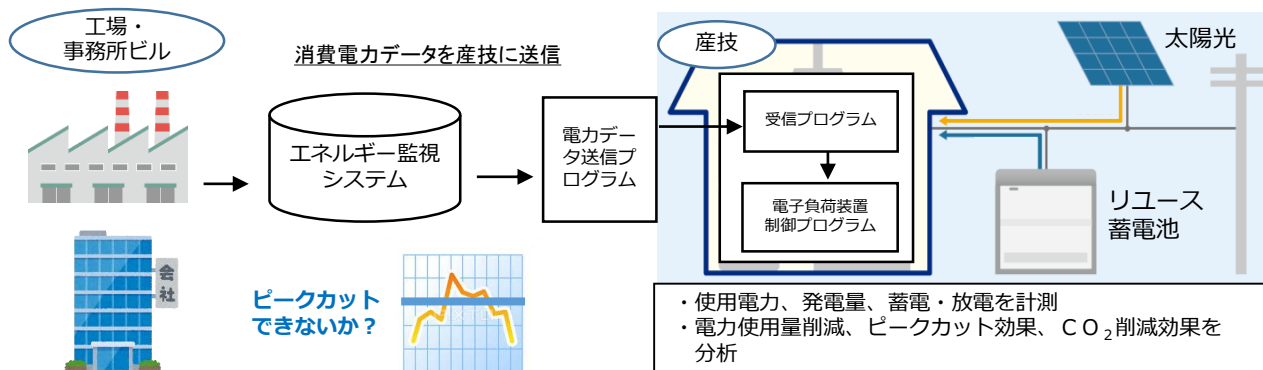 工場・
事務所ビル
消費電力データを産技に送信
エネルギー監視
システム
電力デー
タ送信プ
ログラム
産技
受信プログラム
電子負荷装置
制御プログラム
太陽光
リユース
蓄電池
会
社
ピークカット
できないか?
・使用電力、発電量、蓄電・放電を計測
・電力使用量削減、ピークカット効果、CO₂削減効果を
分析